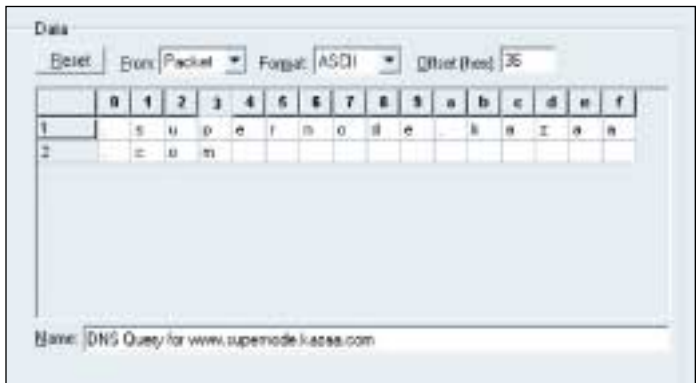 Data
Reset From: Packet Format: ASCII Offset (hex) 36
0 1 2 3 4 5 6 7 8 9 a b c d e f
1 s u p e r n o d e . k a z a a
2 c o m
Name: DNS Query for www.supernode.kazaa.com